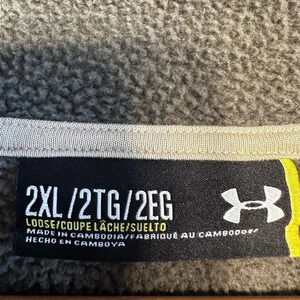 2XL/2TG/2EG
LOOSE/COUPE LÂCHE/SUELTO
MADE IN CAMBODIA/FABRIQUÉ AU CAMBODGE/
HECHO EN CAMBOYA